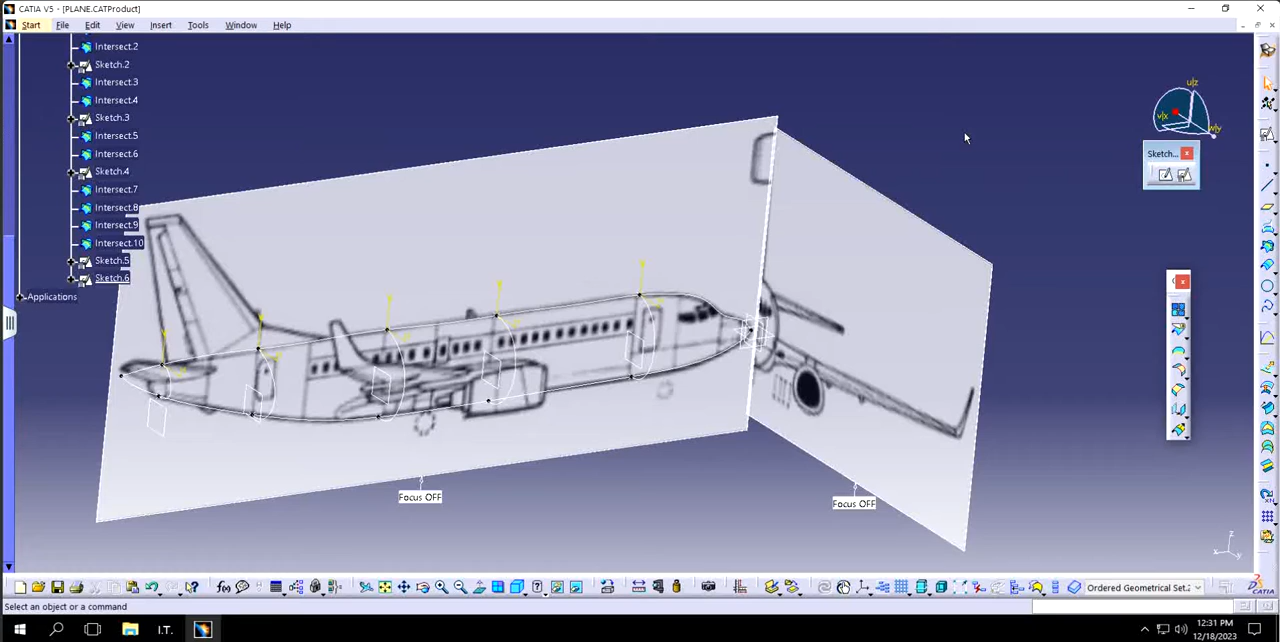 CATIA V5 - [PLANE.CATProduct]
Start File Edit View Insert Tools Window Help
Intersect.2
Sketch.2
Intersect.3
Intersect.4
Sketch.3
Intersect.5
Intersect.6
Sketch.4
Intersect.7
Intersect.8
Intersect.9
Intersect.10
Sketch.5
Sketch.6
Applications
Sketch...
Focus OFF
Focus OFF
Ordered Geometrical Set.2
CATIA
Select an object or a command
I.T.
12:31 PM
12/18/2023